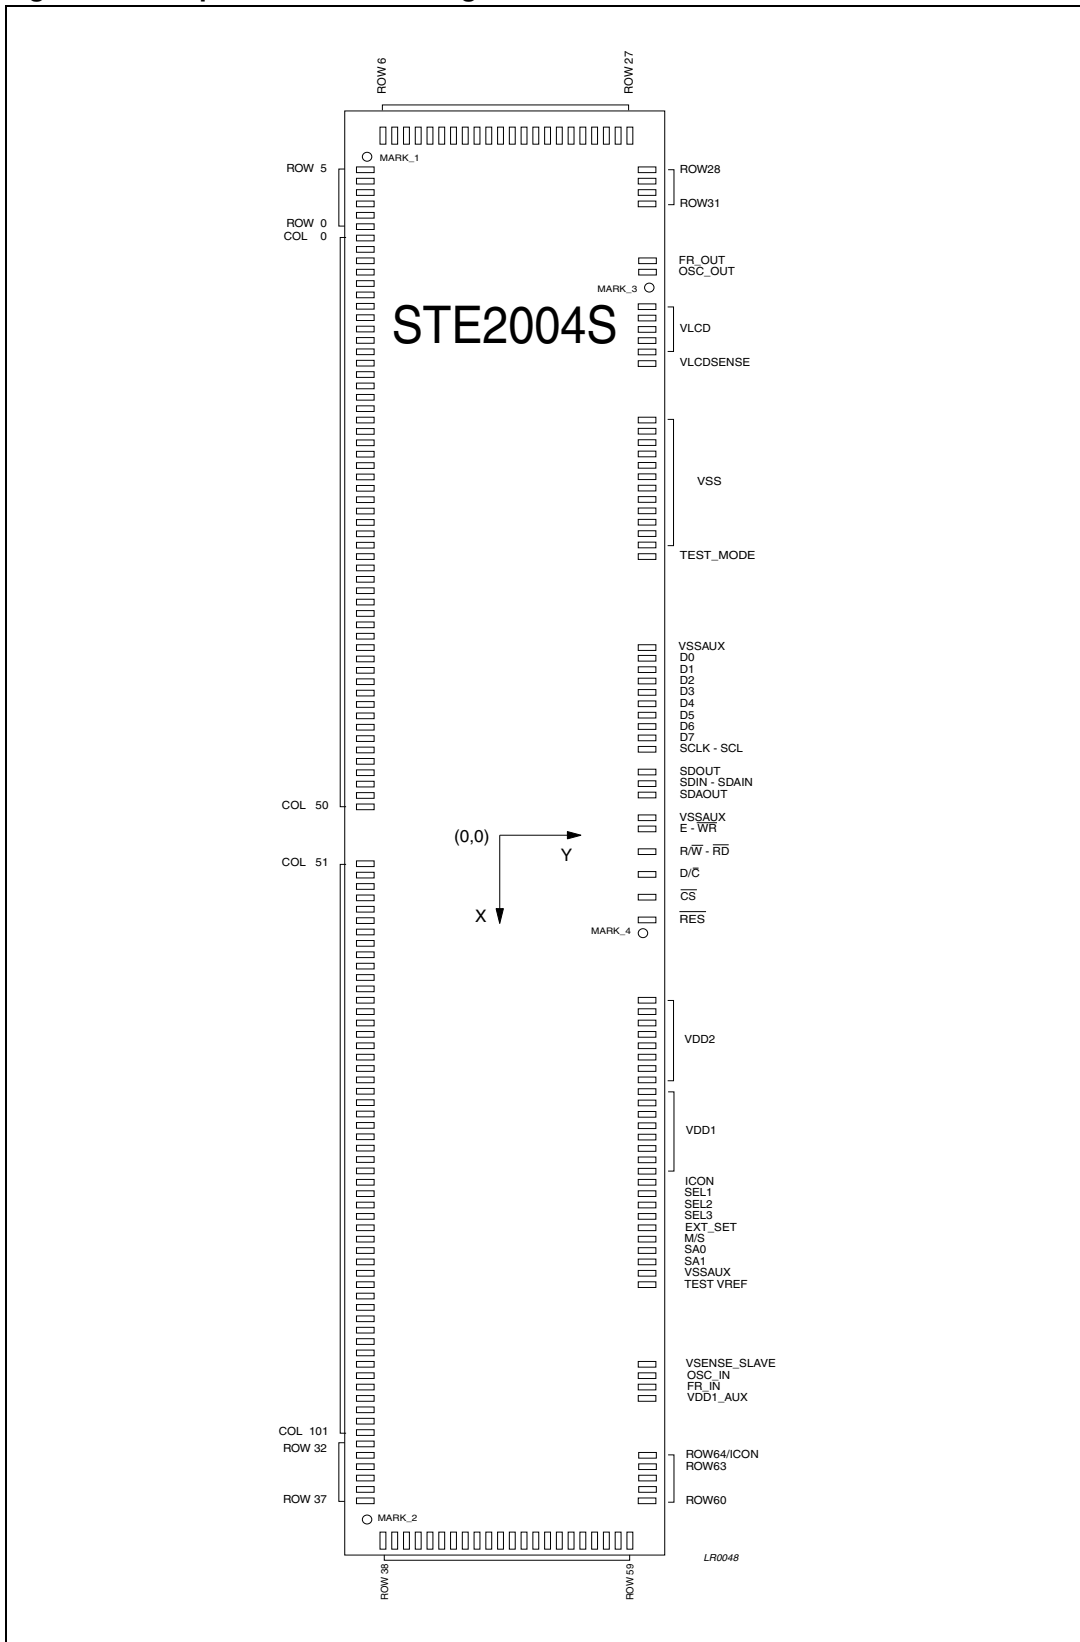 ROW 6
ROW 27
MARK_1
ROW 5
ROW28
ROW31
ROW 0
COL 0
FR_OUT
OSC_OUT
MARK_3
STE2004S
VLCD
VLCDSENSE
VSS
TEST_MODE
VSSAUX
D0
D1
D2
D3
D4
D5
D6
D7
SCLK - SCL
SDOUT
SDIN - SDAIN
SDAOUT
COL 50
VSSAUX
E - W̅R̅
(0,0)
Y
R/W̅ - R̅D̅
COL 51
D/C̅
C̅S̅
X
R̅E̅S̅
MARK_4
VDD2
VDD1
ICON
SEL1
SEL2
SEL3
EXT_SET
M/S
SA0
SA1
VSSAUX
TEST VREF
VSENSE_SLAVE
OSC_IN
FR_IN
VDD1_AUX
COL 101
ROW 32
ROW64/ICON
ROW63
ROW 37
ROW60
MARK_2
LR0048
ROW 38
ROW 59